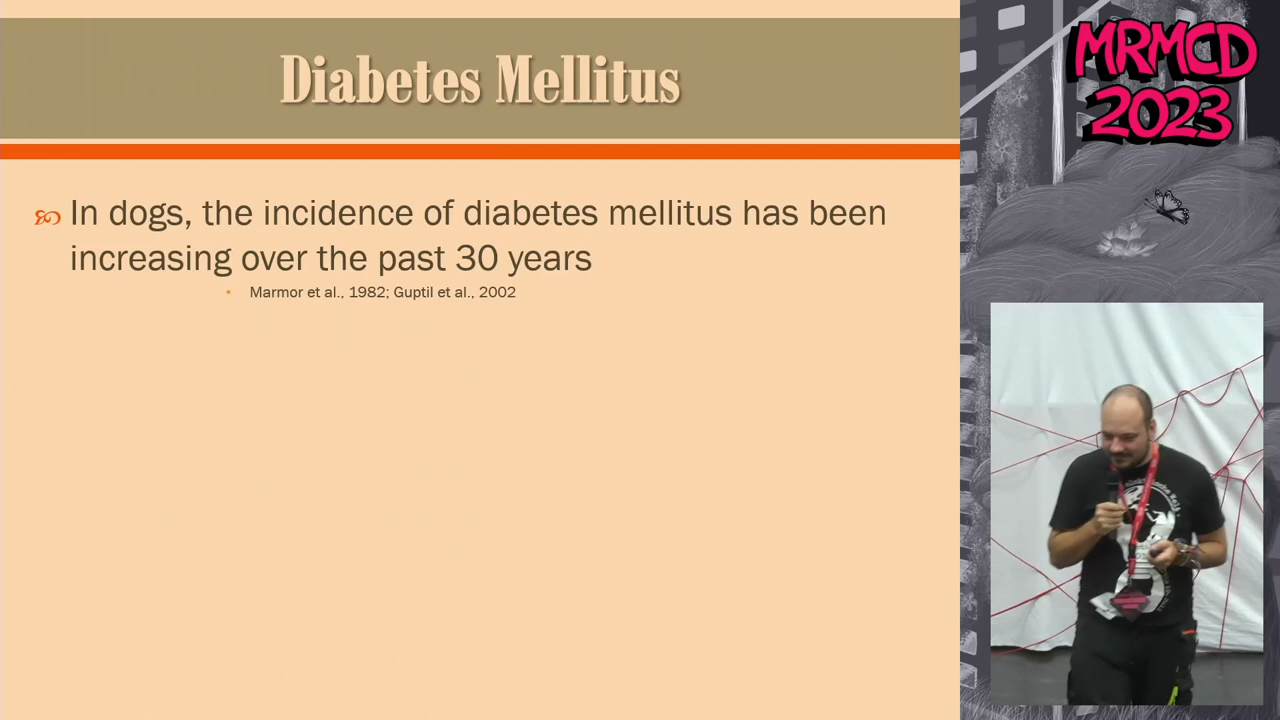 Diabetes Mellitus
In dogs, the incidence of diabetes mellitus has been
increasing over the past 30 years
• Marmor et al., 1982; Guptil et al., 2002
MRMCD
2023